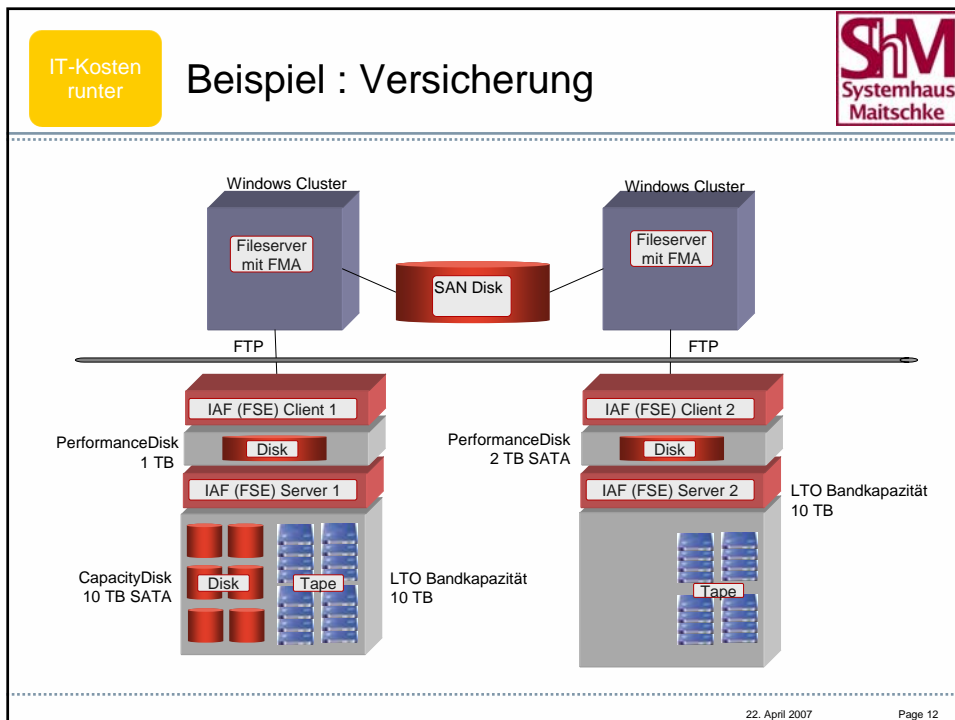 IT-Kosten
runter
Beispiel : Versicherung
ShM
Systemhaus
Maitschke
Windows Cluster
Windows Cluster
Fileserver
mit FMA
Fileserver
mit FMA
SAN Disk
FTP
FTP
IAF (FSE) Client 1
IAF (FSE) Client 2
PerformanceDisk
1 TB
Disk
PerformanceDisk
2 TB SATA
Disk
IAF (FSE) Server 1
IAF (FSE) Server 2
LTO Bandkapazität
10 TB
CapacityDisk
10 TB SATA
Disk
Tape
LTO Bandkapazität
10 TB
Tape
22. April 2007
Page 12